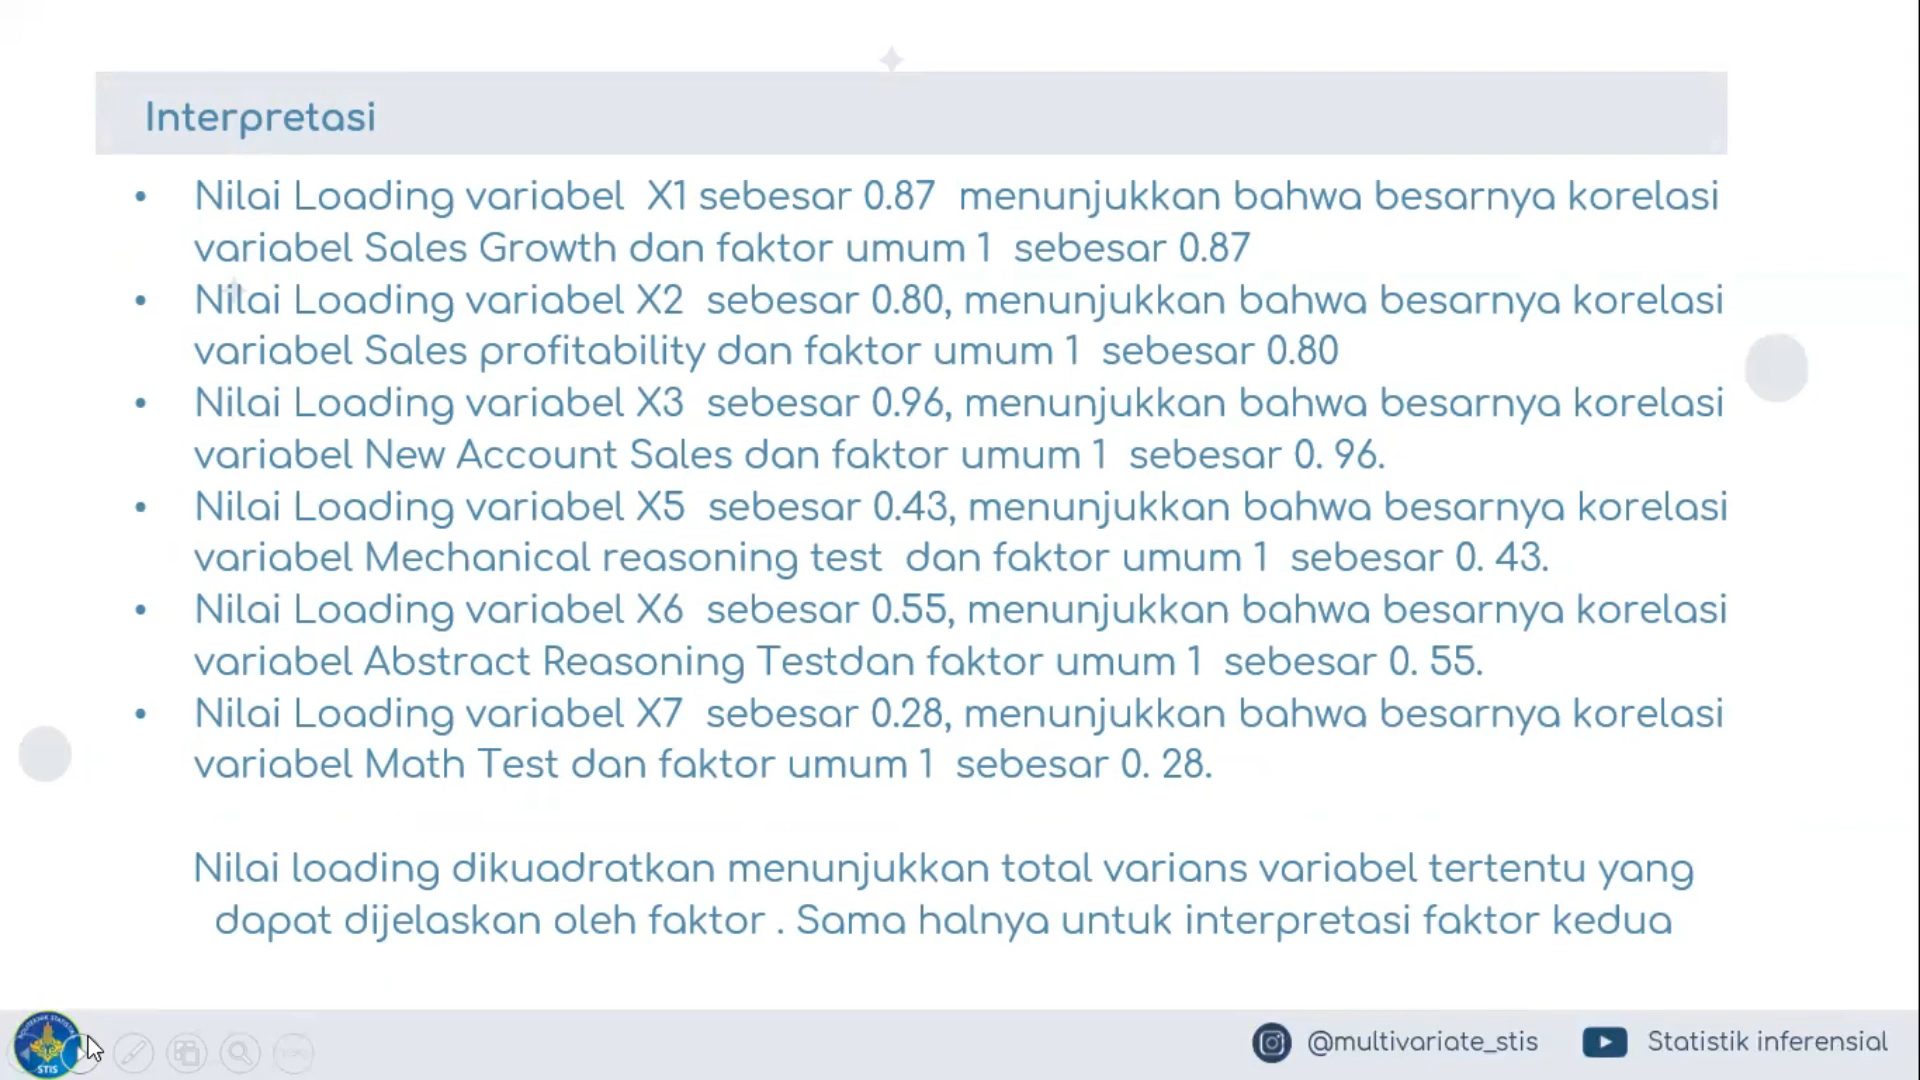 Interpretasi
• Nilai Loading variabel X1 sebesar 0.87 menunjukkan bahwa besarnya korelasi
variabel Sales Growth dan faktor umum 1 sebesar 0.87
• Nilai Loading variabel X2 sebesar 0.80, menunjukkan bahwa besarnya korelasi
variabel Sales profitability dan faktor umum 1 sebesar 0.80
• Nilai Loading variabel X3 sebesar 0.96, menunjukkan bahwa besarnya korelasi
variabel New Account Sales dan faktor umum 1 sebesar 0. 96.
• Nilai Loading variabel X5 sebesar 0.43, menunjukkan bahwa besarnya korelasi
variabel Mechanical reasoning test dan faktor umum 1 sebesar 0. 43.
• Nilai Loading variabel X6 sebesar 0.55, menunjukkan bahwa besarnya korelasi
variabel Abstract Reasoning Testdan faktor umum 1 sebesar 0. 55.
• Nilai Loading variabel X7 sebesar 0.28, menunjukkan bahwa besarnya korelasi
variabel Math Test dan faktor umum 1 sebesar 0. 28.
Nilai loading dikuadratkan menunjukkan total varians variabel tertentu yang
dapat dijelaskan oleh faktor . Sama halnya untuk interpretasi faktor kedua
STIS
@multivariate_stis
Statistik inferensial